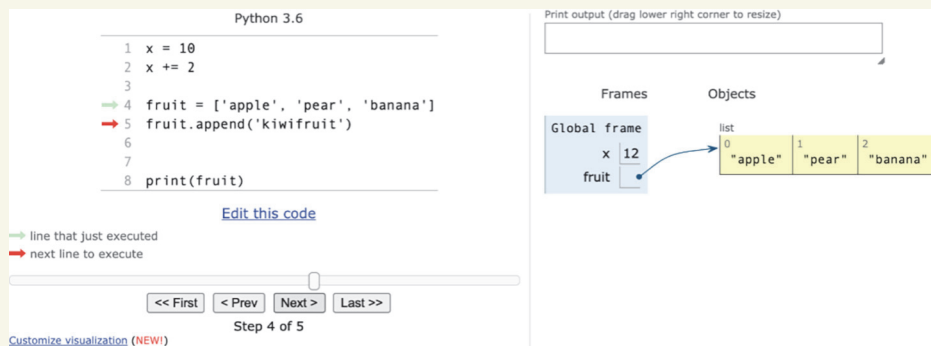 Python 3.6
1 x = 10
2 x += 2
3
4 fruit = ['apple', 'pear', 'banana']
5 fruit.append('kiwifruit')
6
7
8 print(fruit)
Edit this code
line that just executed
next line to execute
<< First < Prev Next > Last >>
Step 4 of 5
Customize visualization (NEW!)
Print output (drag lower right corner to resize)
Frames Objects
Global frame
x 12
fruit
list
0 1 2
"apple" "pear" "banana"